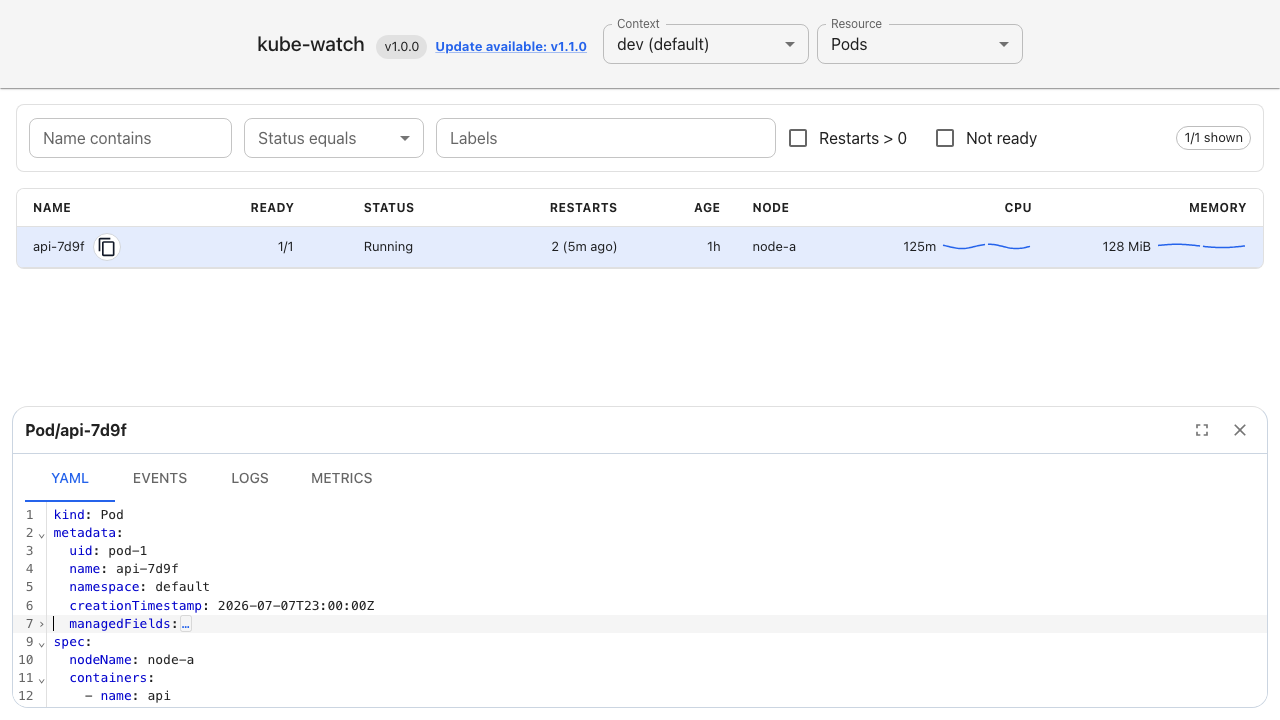 kube-watch v1.0.0 Update available: v1.1.0 Context dev (default) Resource Pods
Name contains Status equals Labels Restarts > 0 Not ready 1/1 shown
NAME READY STATUS RESTARTS AGE NODE CPU MEMORY
api-7d9f 1/1 Running 2 (5m ago) 1h node-a 125m 128 MiB
Pod/api-7d9f
YAML EVENTS LOGS METRICS
1 kind: Pod
2 metadata:
3 uid: pod-1
4 name: api-7d9f
5 namespace: default
6 creationTimestamp: 2026-07-07T23:00:00Z
7 managedFields:…
9 spec:
10 nodeName: node-a
11 containers:
12 - name: api